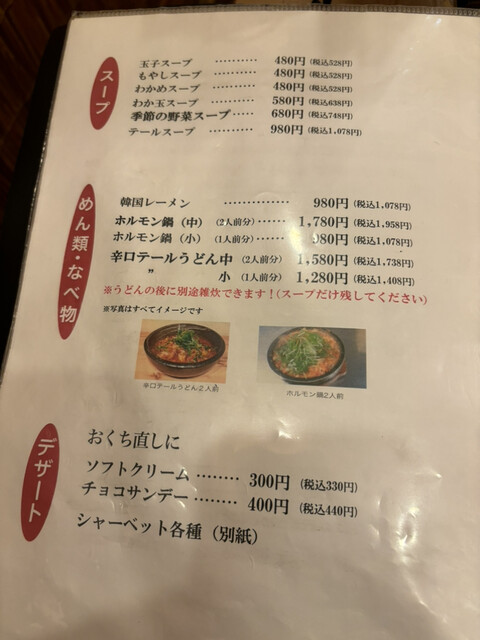 スープ
玉子スープ ・・・・・・・・・・ 480円 (税込528円)
もやしスープ ・・・・・・・・・ 480円 (税込528円)
わかめスープ ・・・・・・・・・ 480円 (税込528円)
わか玉スープ ・・・・・・・・・ 580円 (税込638円)
季節の野菜スープ・・・・・ 680円 (税込748円)
テールスープ ・・・・・・・・・ 980円 (税込1,078円)
めん類・なべ物
韓国レーメン ・・・・・・・・・・・・・ 980円 (税込1,078円)
ホルモン鍋（中）（2人前分）・・・・・・ 1,780円 (税込1,958円)
ホルモン鍋（小）（1人前分）・・・・・・ 980円 (税込1,078円)
辛口テールうどん中 （2人前分） 1,580円 (税込1,738円)
” 小 （1人前分） 1,280円 (税込1,408円)
※うどんの後に別途雑炊できます！(スープだけ残してください)
※写真はすべてイメージです
辛口テールうどん2人前
ホルモン鍋2人前
デザート
おくち直しに
ソフトクリーム ・・・・・・・・ 300円 (税込330円)
チョコサンデー ・・・・・・・・ 400円 (税込440円)
シャーベット各種（別紙）